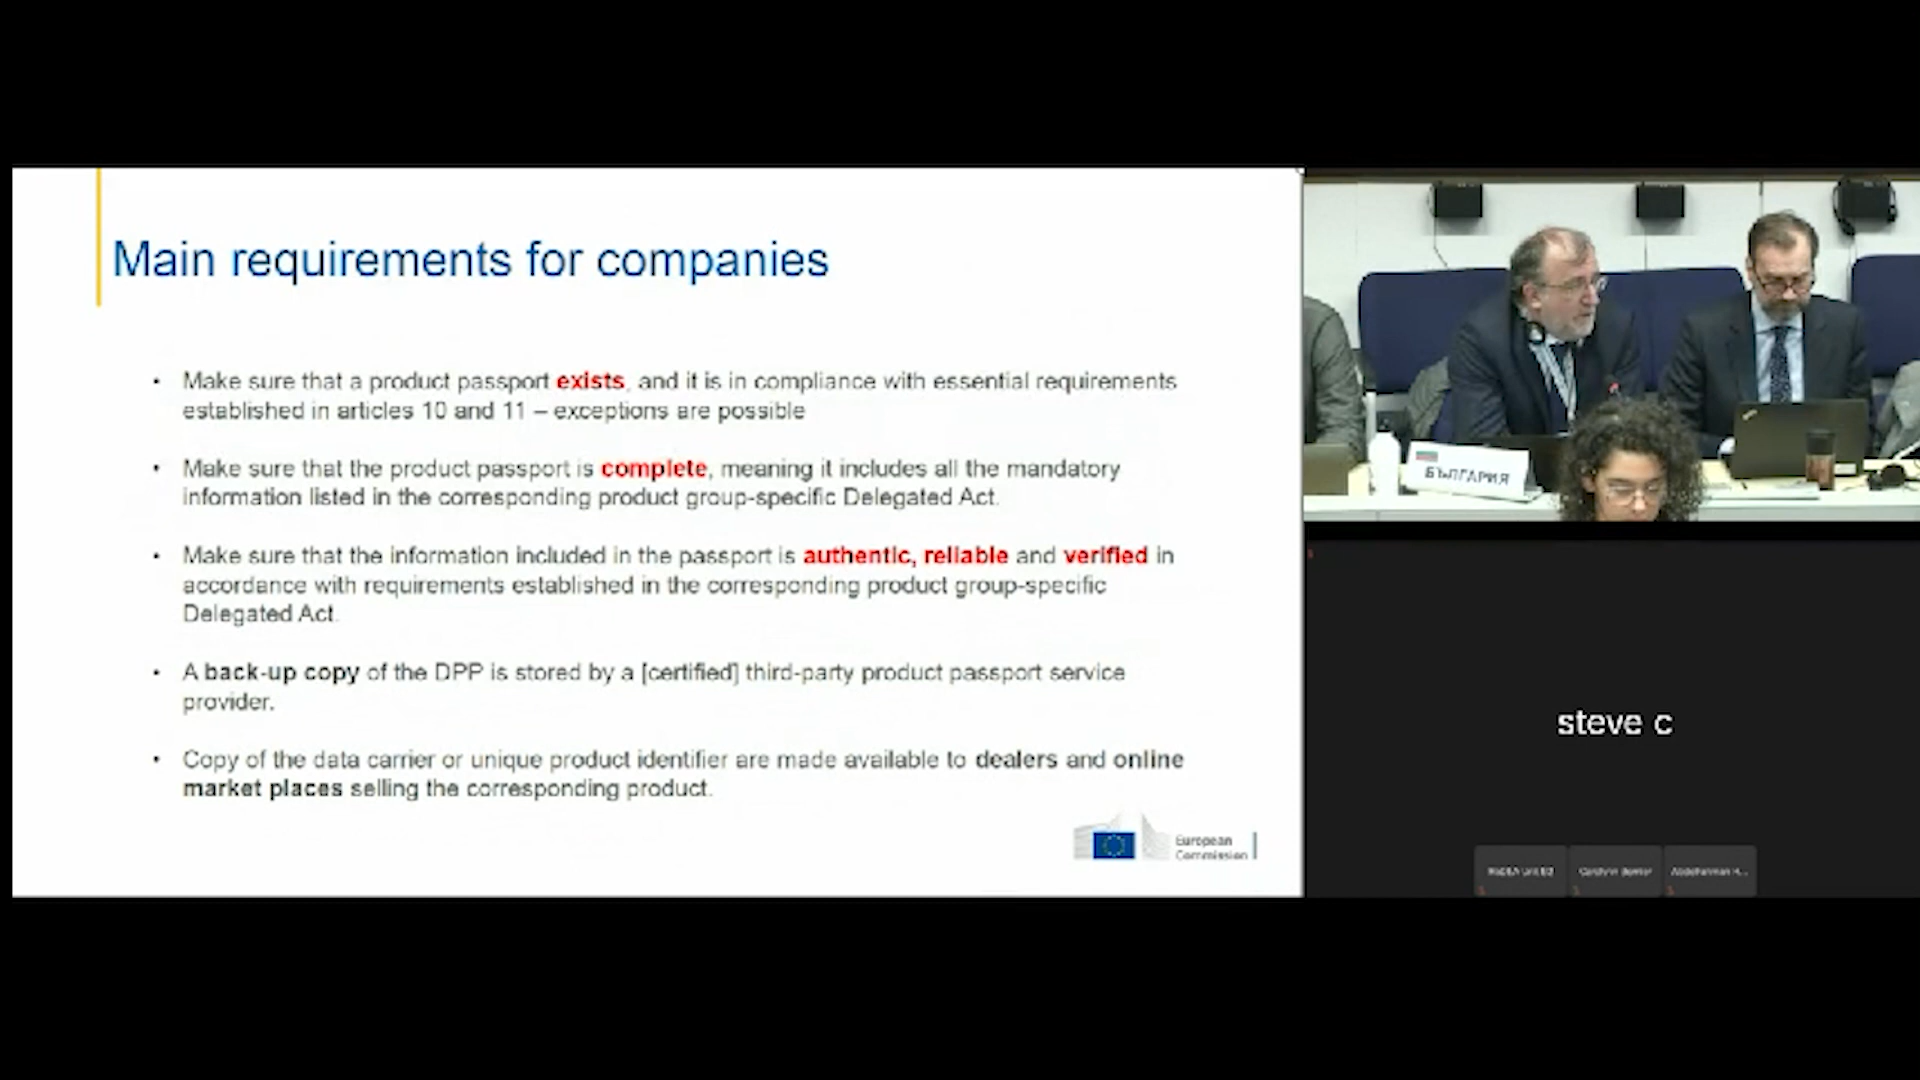 Main requirements for companies
• Make sure that a product passport exists, and it is in compliance with essential requirements
established in articles 10 and 11 – exceptions are possible
• Make sure that the product passport is complete, meaning it includes all the mandatory
information listed in the corresponding product group-specific Delegated Act.
• Make sure that the information included in the passport is authentic, reliable and verified in
accordance with requirements established in the corresponding product group-specific
Delegated Act.
• A back-up copy of the DPP is stored by a [certified] third-party product passport service
provider.
• Copy of the data carrier or unique product identifier are made available to dealers and online
market places selling the corresponding product.
European
Commission
БЪЛГАРИЯ
steve c